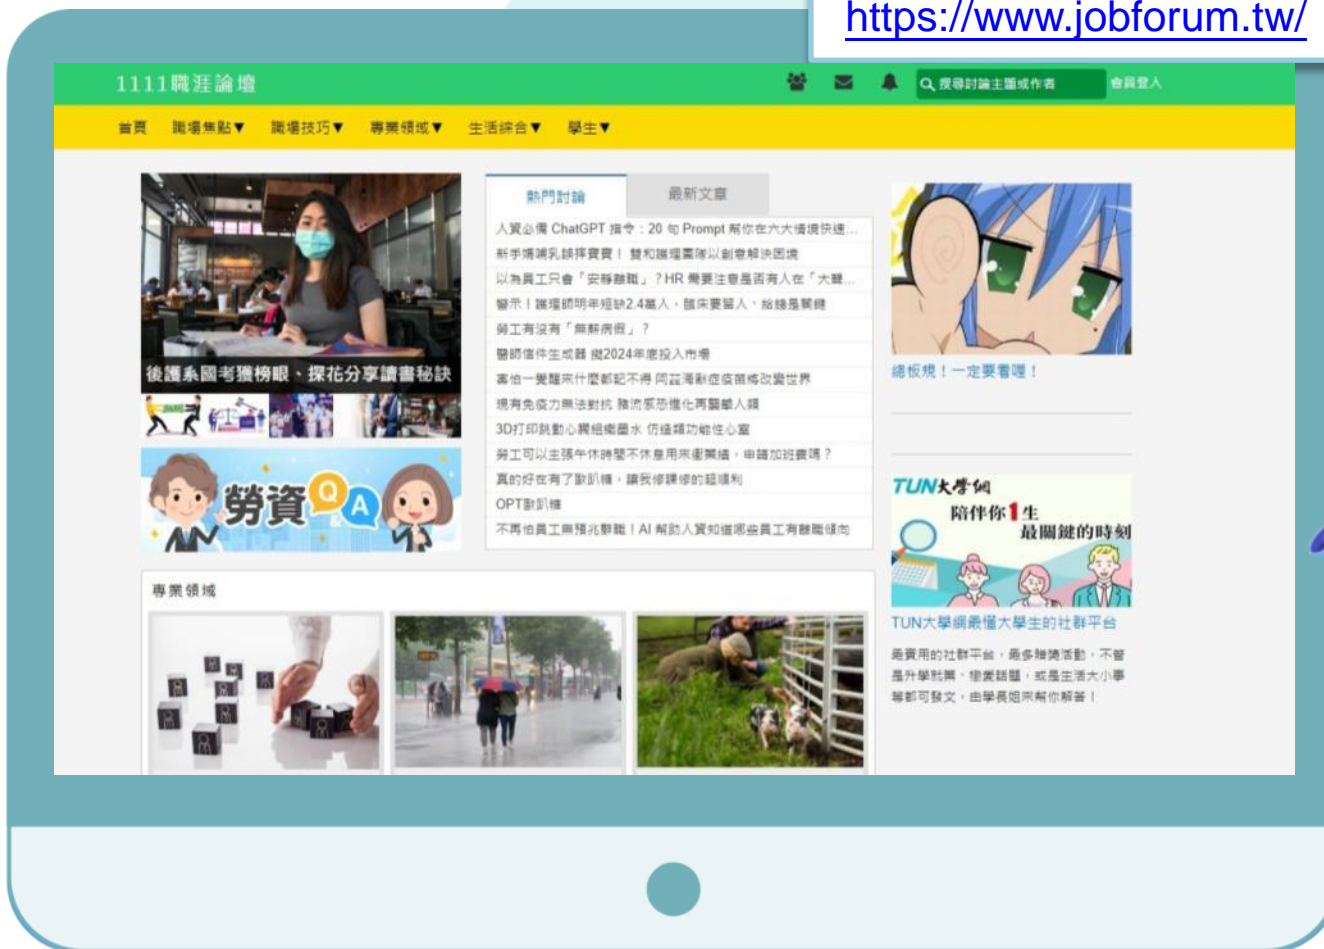 https://www.jobforum.tw/
1111職涯論壇
搜尋討論主題或作者
會員登入
首頁 職場焦點▼ 職場技巧▼ 專業領域▼ 生活綜合▼ 學生▼
後護系國考獲榜眼、探花分享讀書秘訣
勞資Q&A
熱門討論 最新文章
人資必備 ChatGPT 指令：20 句 Prompt 幫你在六大情境快速...
新手媽哺乳誤摔寶寶！ 雙和護理團隊以創意解決困境
以為員工只會「安靜離職」？HR 需要注意是否有人在「大聲...
警示！護理師明年短缺2.4萬人，臨床要留人、給錢是關鍵
勞工有沒有「無薪病假」？
醫師信件生成器 擬2024年底投入市場
害怕一覺醒來什麼都記不得 阿茲海默症疫苗將改變世界
現有免疫力無法對抗 豬流感恐進化再襲擊人類
3D打印跳動心臟組織墨水 仿造類功能性心室
勞工可以主張午休時間不休息用來衝業績，申請加班費嗎？
真的好在有了歐趴糖，讓我修課修的超順利
OPT歐趴糖
不再怕員工無預兆辭職！AI 幫助人資知道哪些員工有離職傾向
總板規！一定要看喔！
TUN大學網
陪伴你1生
最關鍵的時刻
TUN大學網最懂大學生的社群平台
最實用的社群平台，最多贈獎活動，不管
是升學就業、戀愛話題，或是生活大小事
等都可發文，由學長姐來幫你解答！
專業領域